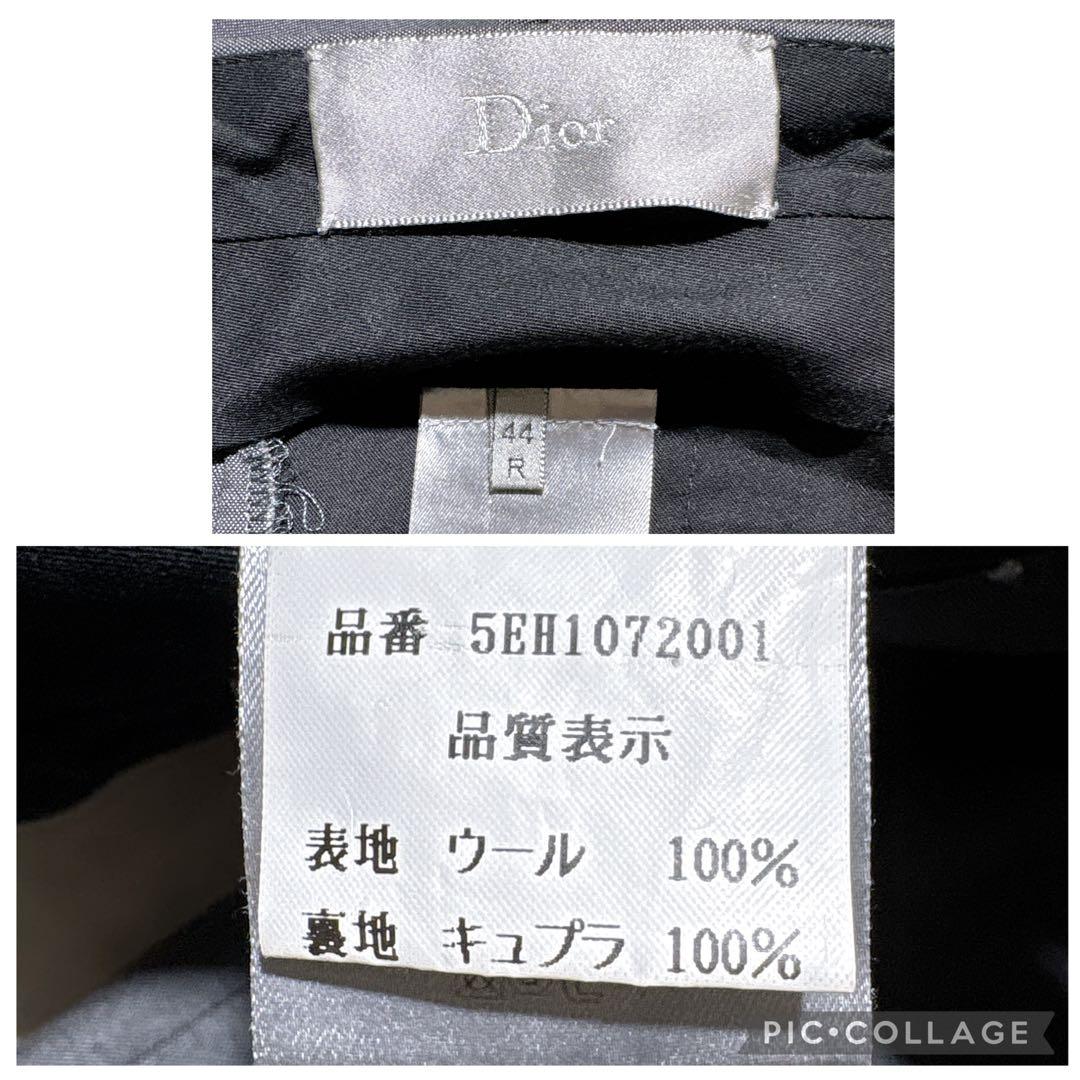 Dior
44
R
品番 5EH1072001
品質表示
表地 ウール 100%
裏地 キュプラ 100%
PIC•COLLAGE